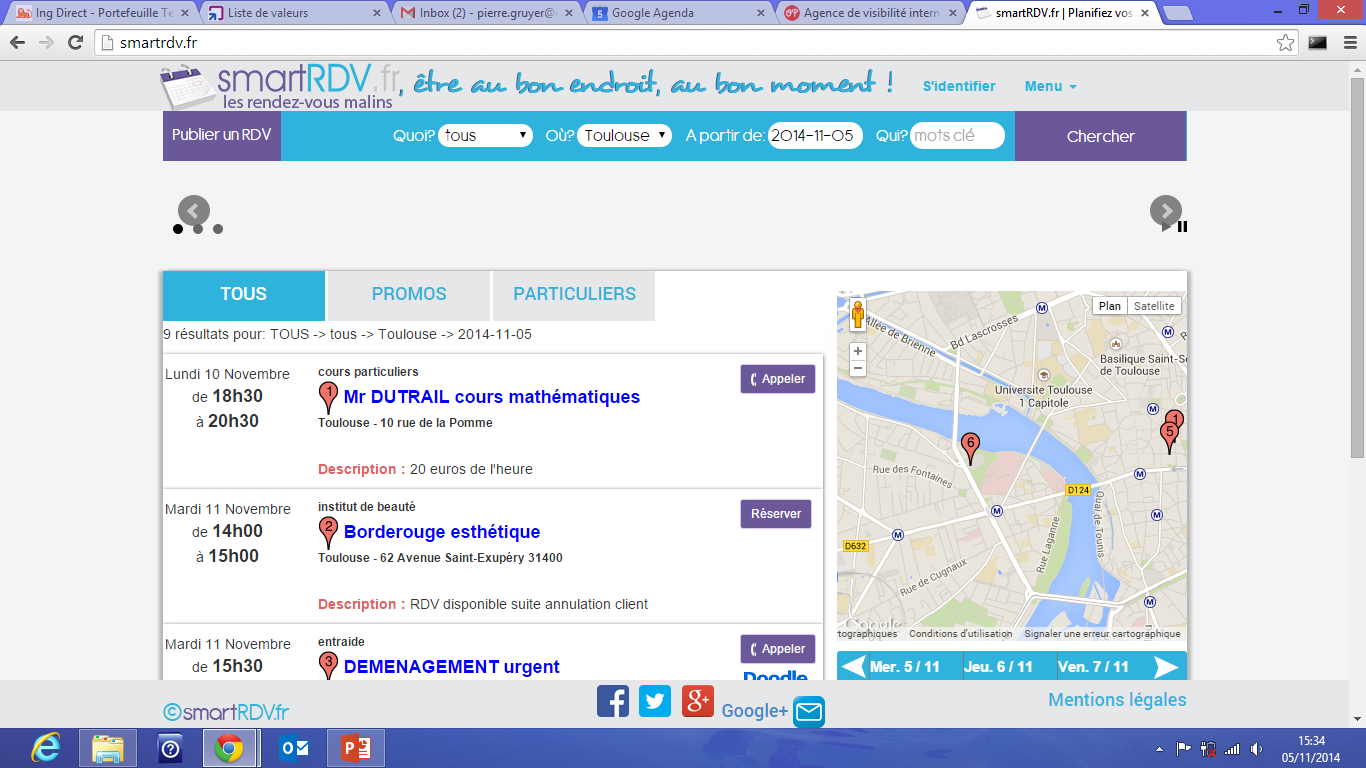 Ing Direct - Portefeuille Te
Liste de valeurs
Inbox (2) - pierre.gruyer@
Google Agenda
Agence de visibilité intern
smartRDV.fr | Planifiez vos
smartrdv.fr
smartRDV.fr, être au bon endroit, au bon moment !
les rendez-vous malins
S'identifier
Menu
Publier un RDV
Quoi? tous
Où? Toulouse
A partir de: 2014-11-05
Qui? mots clé
Chercher
TOUS
PROMOS
PARTICULIERS
9 résultats pour: TOUS -> tous -> Toulouse -> 2014-11-05
Lundi 10 Novembre
de 18h30
à 20h30
cours particuliers
1 Mr DUTRAIL cours mathématiques
Toulouse - 10 rue de la Pomme
Description : 20 euros de l'heure
Appeler
Mardi 11 Novembre
de 14h00
à 15h00
institut de beauté
2 Borderouge esthétique
Toulouse - 62 Avenue Saint-Exupéry 31400
Description : RDV disponible suite annulation client
Réserver
Mardi 11 Novembre
de 15h30
entraide
3 DEMENAGEMENT urgent
Appeler
Doodle
Plan
Satellite
Allée de Brienne
Bd Lascrosses
Basilique Saint-Se
de Toulouse
Universite Toulouse
1 Capitole
1
5
6
Rue des Fontaines
D124
Quai de Tounis
D632
Rue Laganne
Rue de Cugnaux
Google
rtographiques
Conditions d'utilisation
Signaler une erreur cartographique
Mer. 5 / 11
Jeu. 6 / 11
Ven. 7 / 11
©smartRDV.fr
Google+
Mentions légales
15:34
05/11/2014